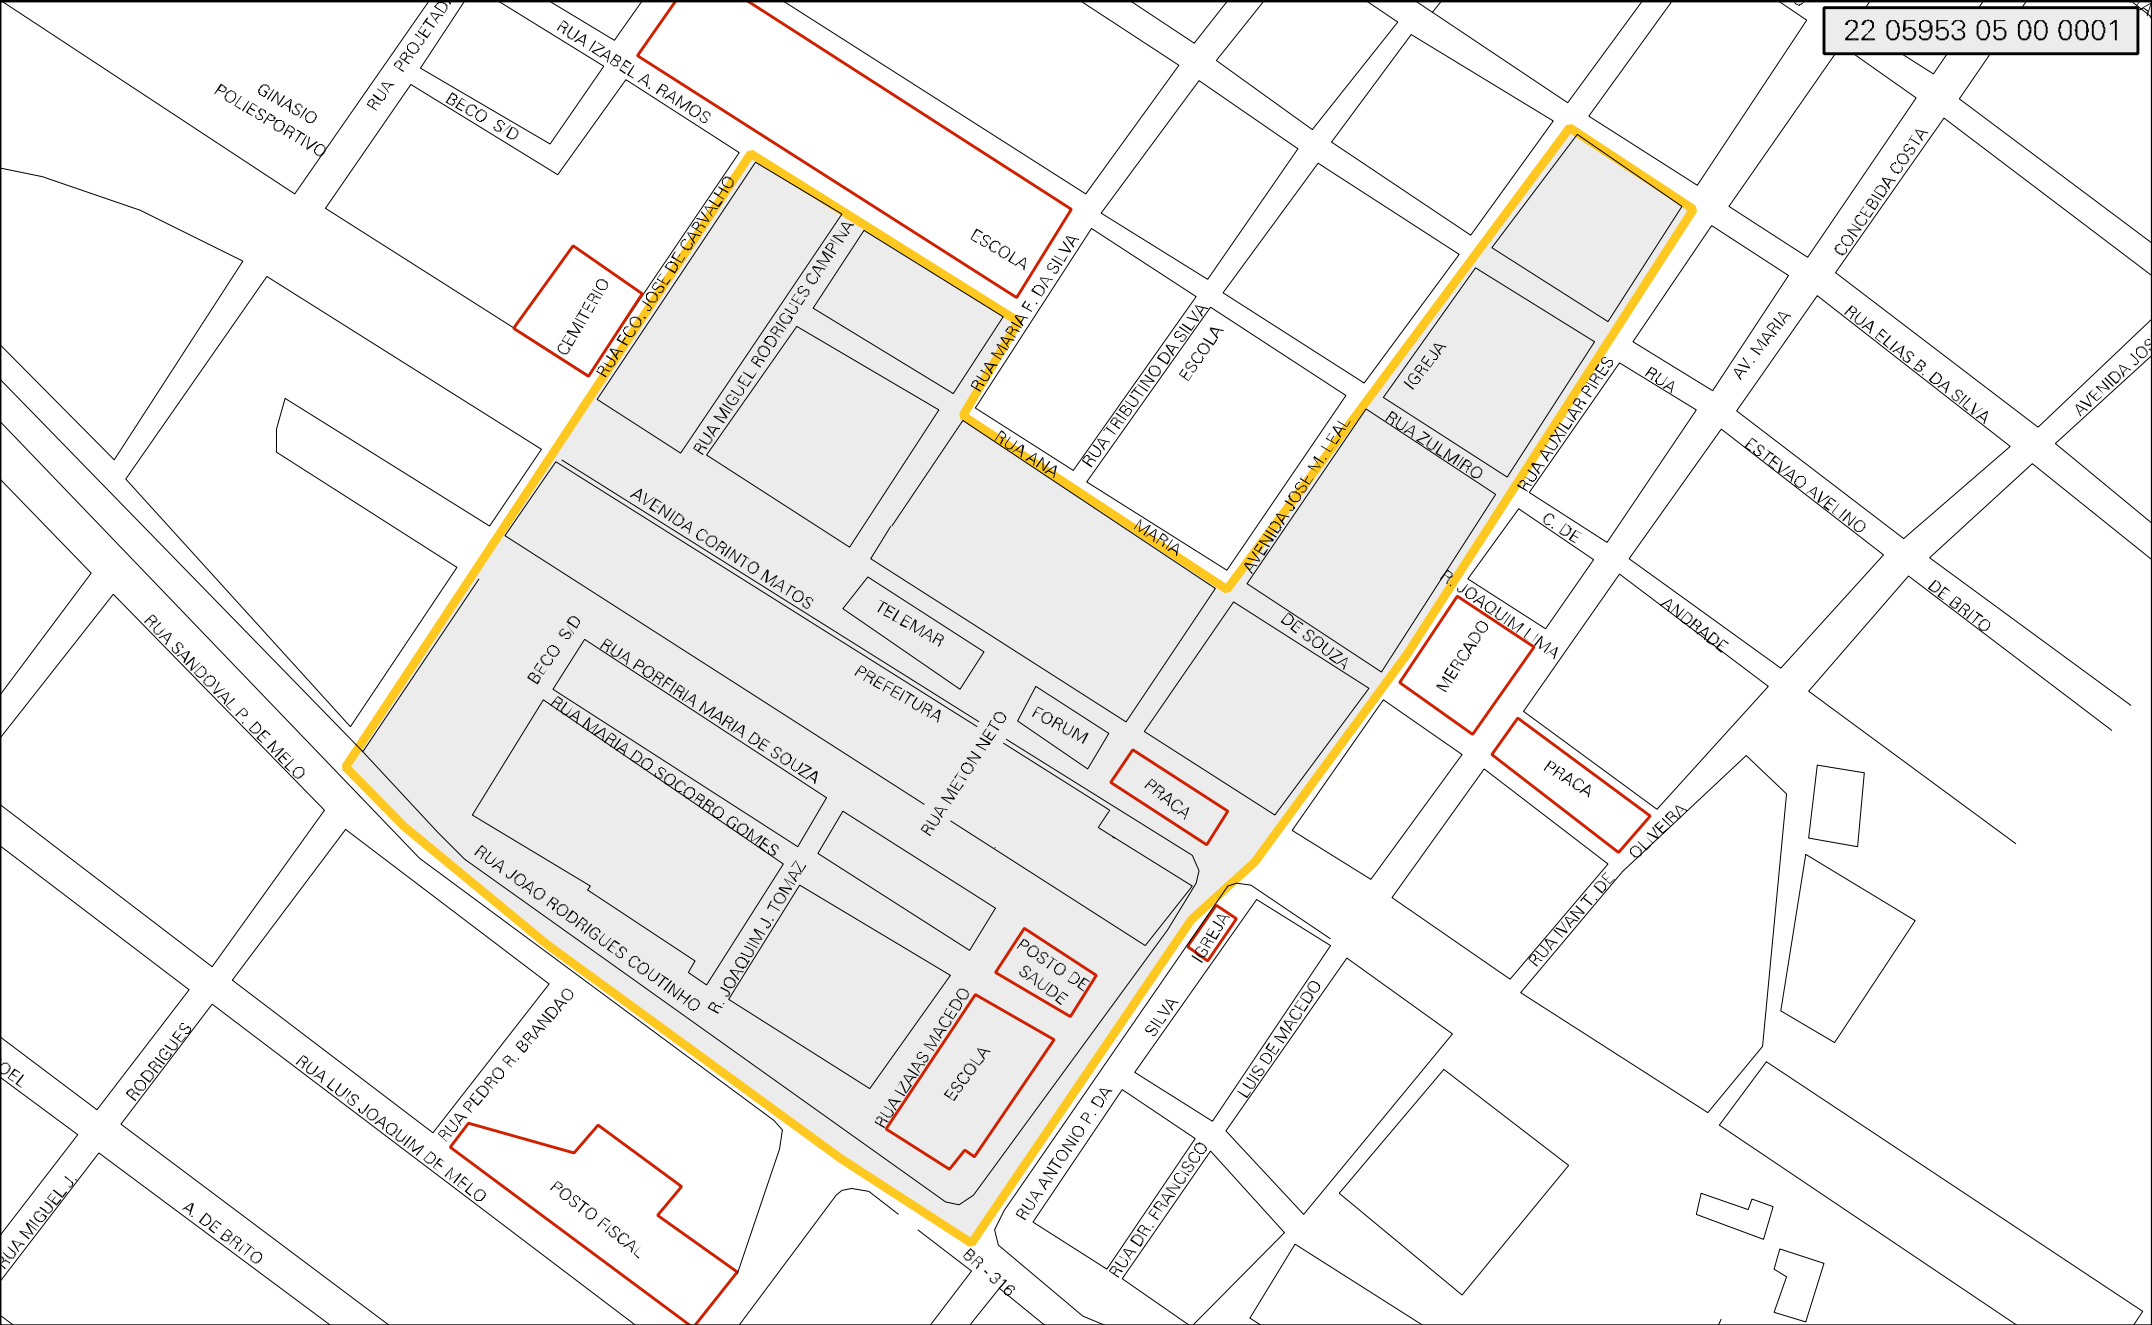 22 05953 05 00 0001
RUA PROJETADA
RUA IZABEL A. RAMOS
GINASIO
POLIESPORTIVO
BECO S/D
ESCOLA
CEMITERIO
RUA FCO. JOSE DE CARVALHO
RUA MIGUEL RODRIGUES CAMPINA
RUA MARIA F. DA SILVA
RUA TRIBUTINO DA SILVA
ESCOLA
CONCEBIDA COSTA
AV. MARIA
RUA ELIAS B. DA SILVA
AVENIDA JOS
IGREJA
RUA
RUA AUXILIAR PIRES
RUA ZULMIRO
AVENIDA JOSE M. LEAL
RUA ANA
MARIA
ESTEVAO AVELINO
C. DE
R. JOAQUIM LIMA
ANDRADE
DE BRITO
AVENIDA CORINTO MATOS
TELEMAR
DE SOUZA
MERCADO
BECO S/D
RUA PORFIRIA MARIA DE SOUZA
PREFEITURA
FORUM
RUA METON NETO
RUA SANDOVAL P. DE MELO
RUA MARIA DO SOCORRO GOMES
PRACA
PRACA
OLIVEIRA
RUA IVAN T. DE
RUA JOAO RODRIGUES COUTINHO
R. JOAQUIM J. TOMAZ
IGREJA
POSTO DE
SAUDE
RUA IZAIAS MACEDO
ESCOLA
SILVA
LUIS DE MACEDO
RUA ANTONIO P. DA
RUA DR. FRANCISCO
RUA PEDRO R. BRANDAO
RODRIGUES
OEL
RUA LUIS JOAQUIM DE MELO
POSTO FISCAL
RUA MIGUEL J.
A. DE BRITO
BR - 316